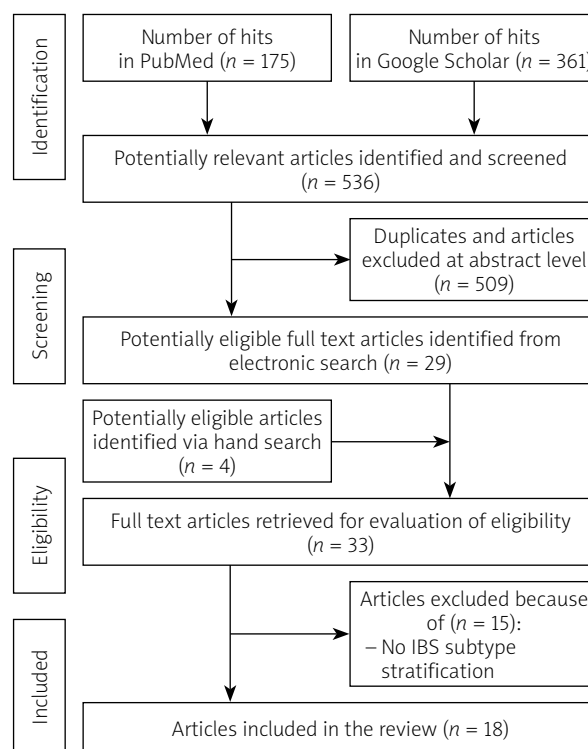 Identification
Number of hits
in PubMed (n = 175)
Number of hits
in Google Scholar (n = 361)
Potentially relevant articles identified and screened
(n = 536)
Screening
Duplicates and articles
excluded at abstract level
(n = 509)
Potentially eligible full text articles identified from
electronic search (n = 29)
Potentially eligible articles
identified via hand search
(n = 4)
Eligibility
Full text articles retrieved for evaluation of eligibility
(n = 33)
Articles excluded because
of (n = 15):
– No IBS subtype
stratification
Included
Articles included in the review (n = 18)